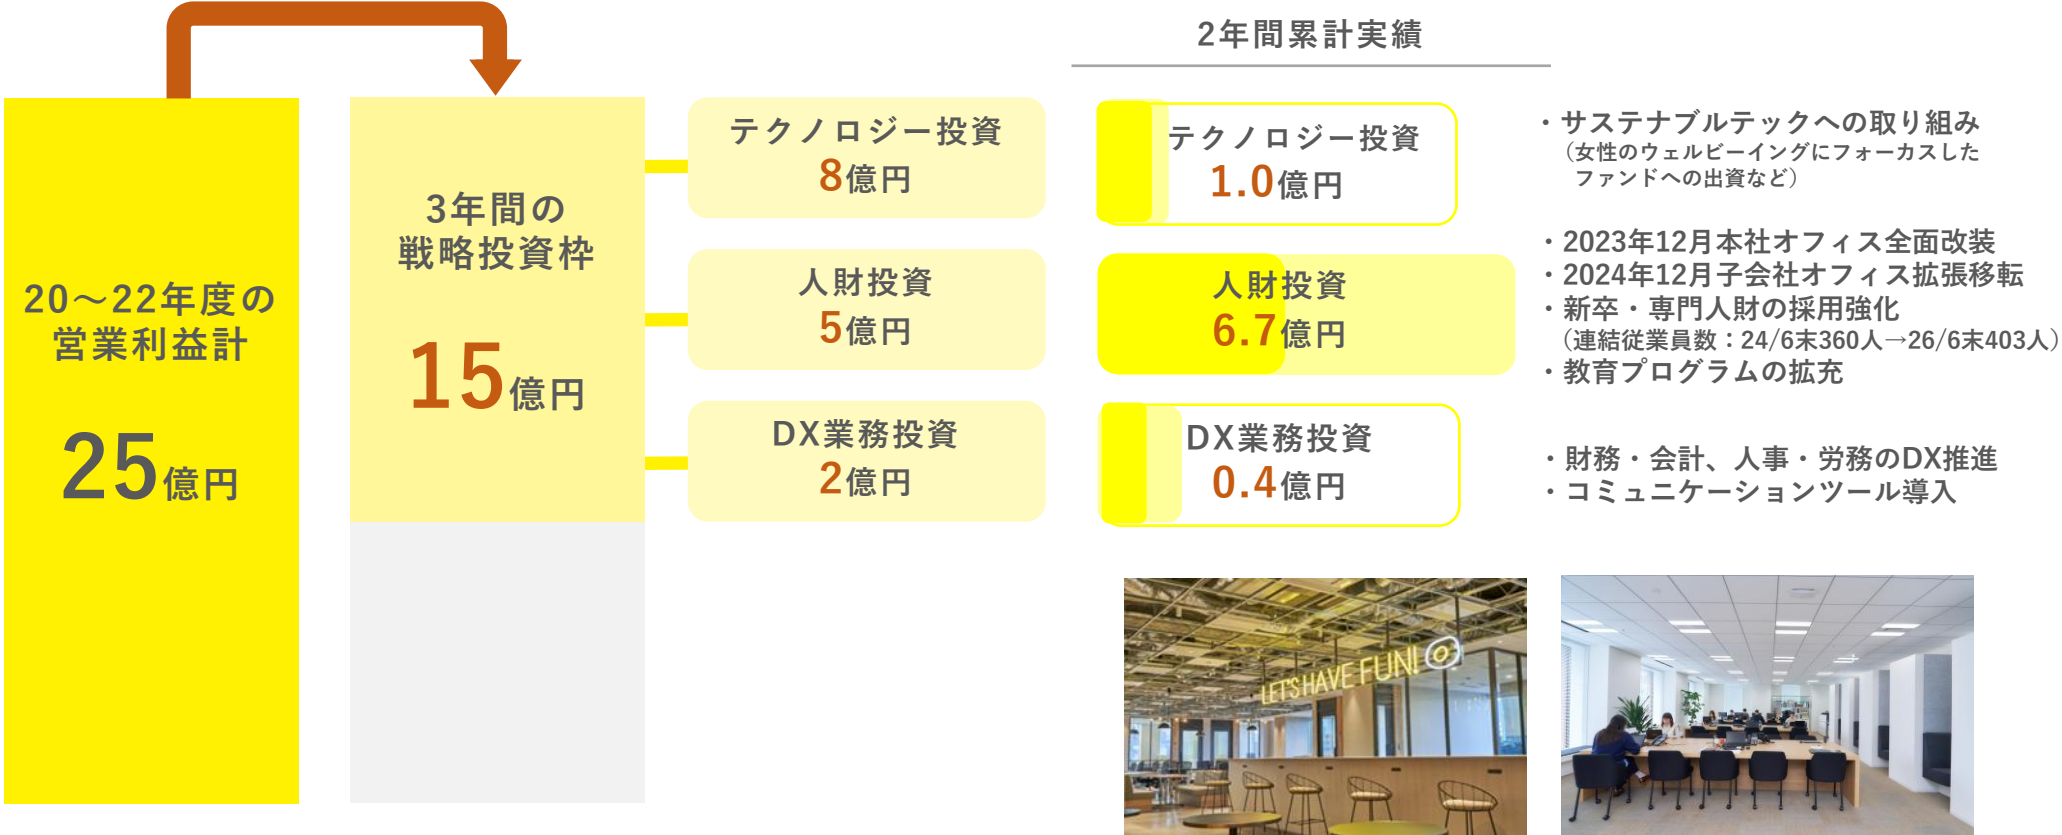 2年間累計実績
20～22年度の
営業利益計
25億円
3年間の
戦略投資枠
15億円
テクノロジー投資
8億円
人財投資
5億円
DX業務投資
2億円
テクノロジー投資
1.0億円
人財投資
6.7億円
DX業務投資
0.4億円
・サステナブルテックへの取り組み
（女性のウェルビーイングにフォーカスした
ファンドへの出資など）
・2023年12月本社オフィス全面改装
・2024年12月子会社オフィス拡張移転
・新卒・専門人財の採用強化
（連結従業員数：24/6末360人→26/6末403人）
・教育プログラムの拡充
・財務・会計、人事・労務のDX推進
・コミュニケーションツール導入
LET'S HAVE FUN!